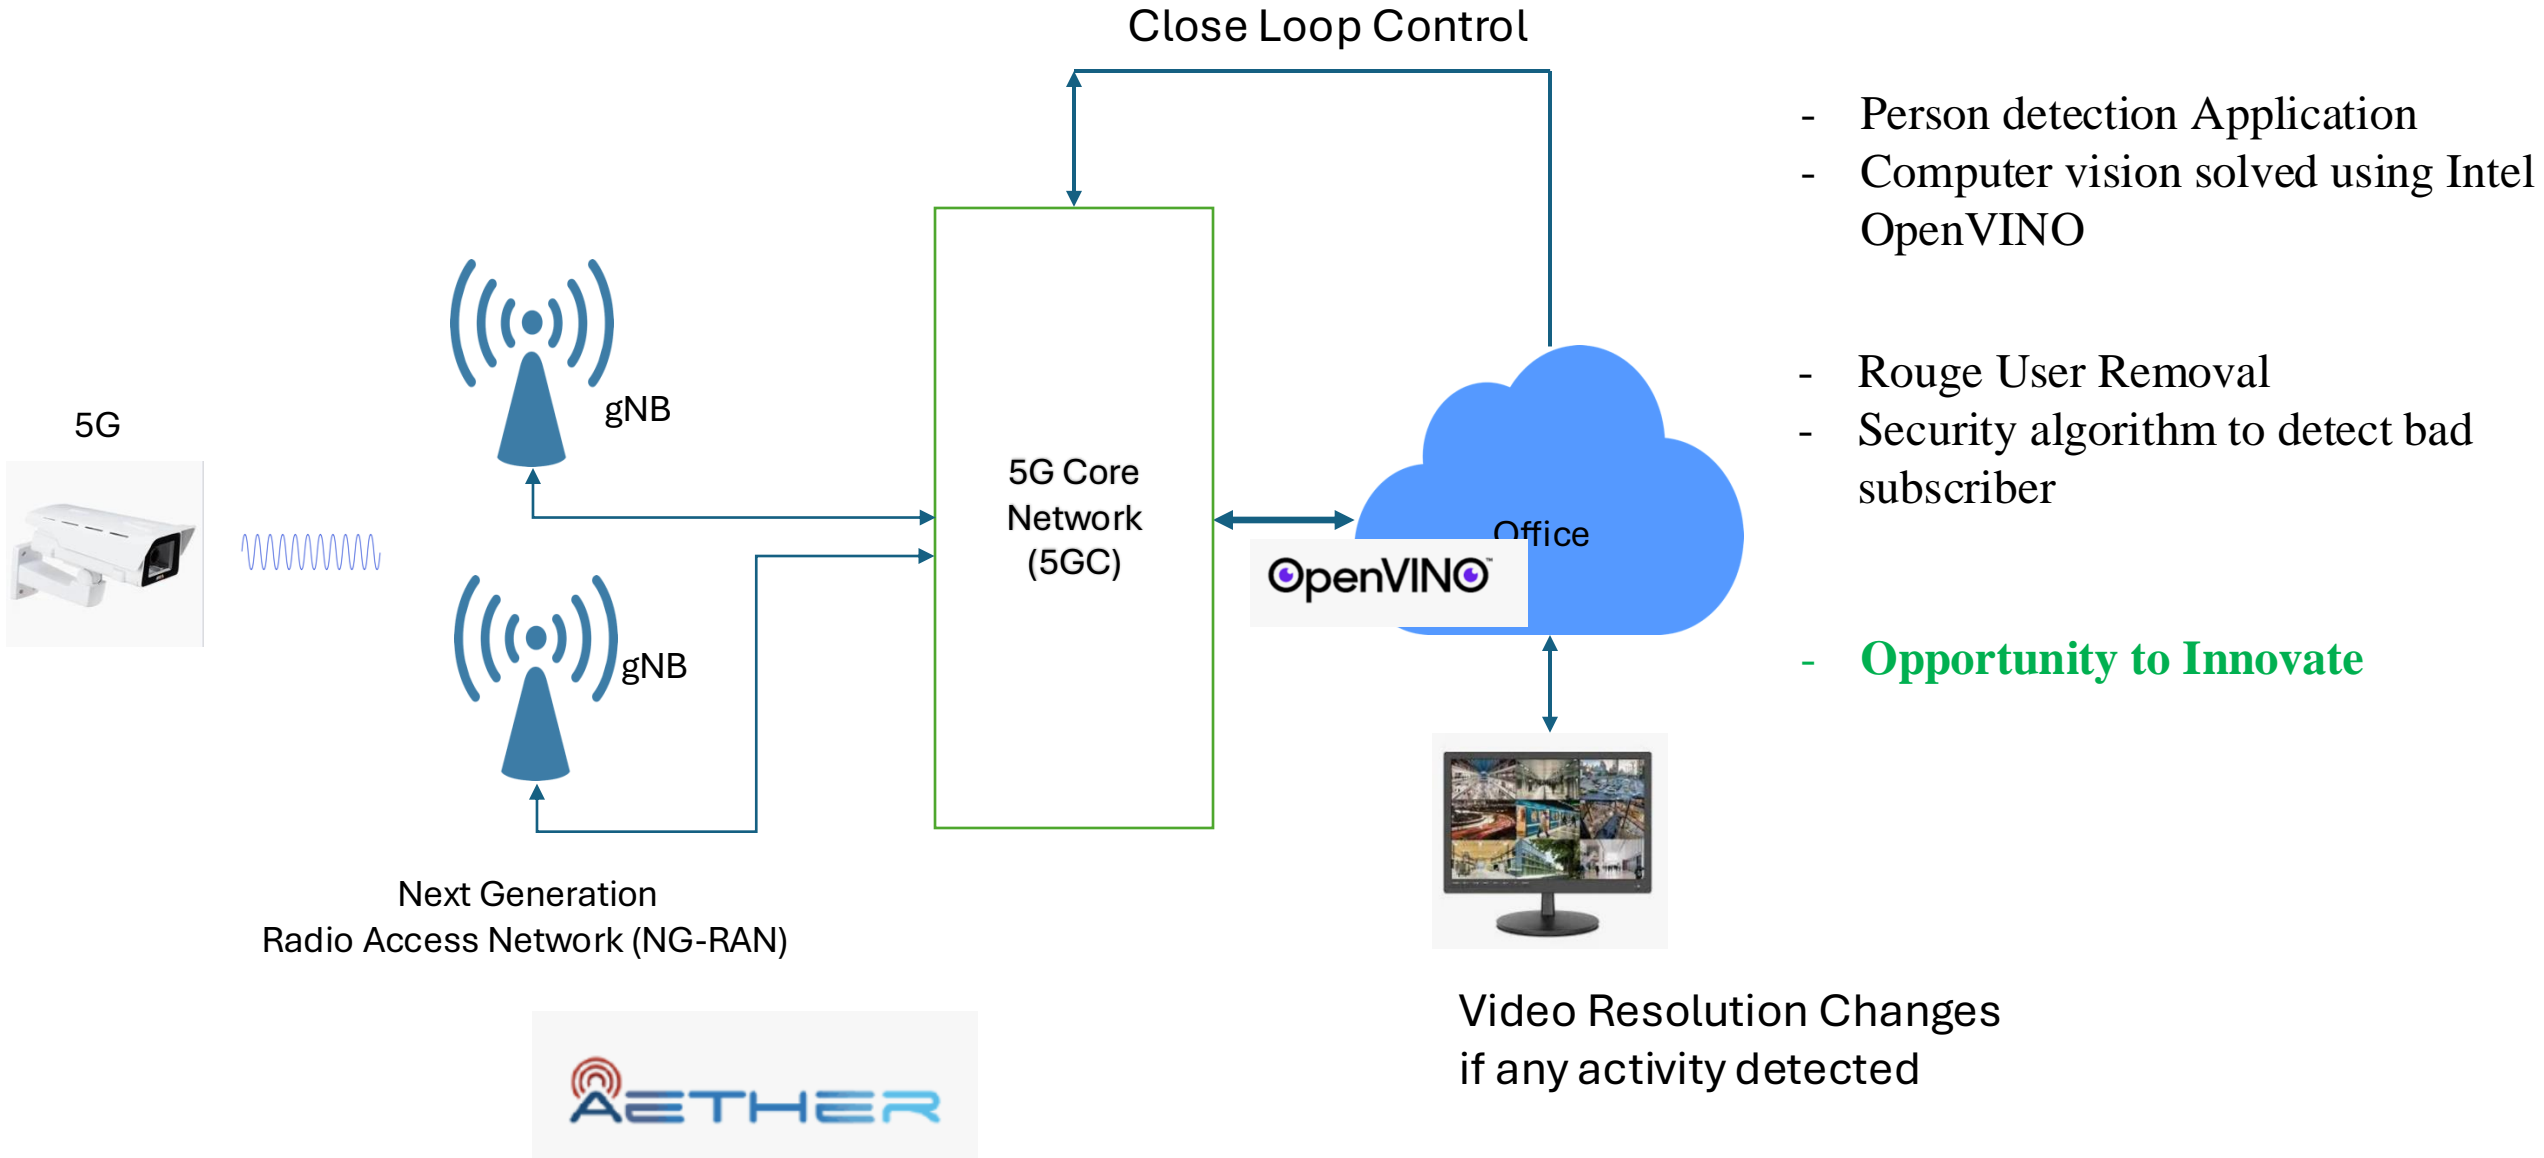 Close Loop Control
- Person detection Application
- Computer vision solved using Intel
OpenVINO
- Rouge User Removal
- Security algorithm to detect bad
subscriber
- Opportunity to Innovate
5G
gNB
gNB
5G Core
Network
(5GC)
Office
OpenVINO™
Next Generation
Radio Access Network (NG-RAN)
AETHER
Video Resolution Changes
if any activity detected